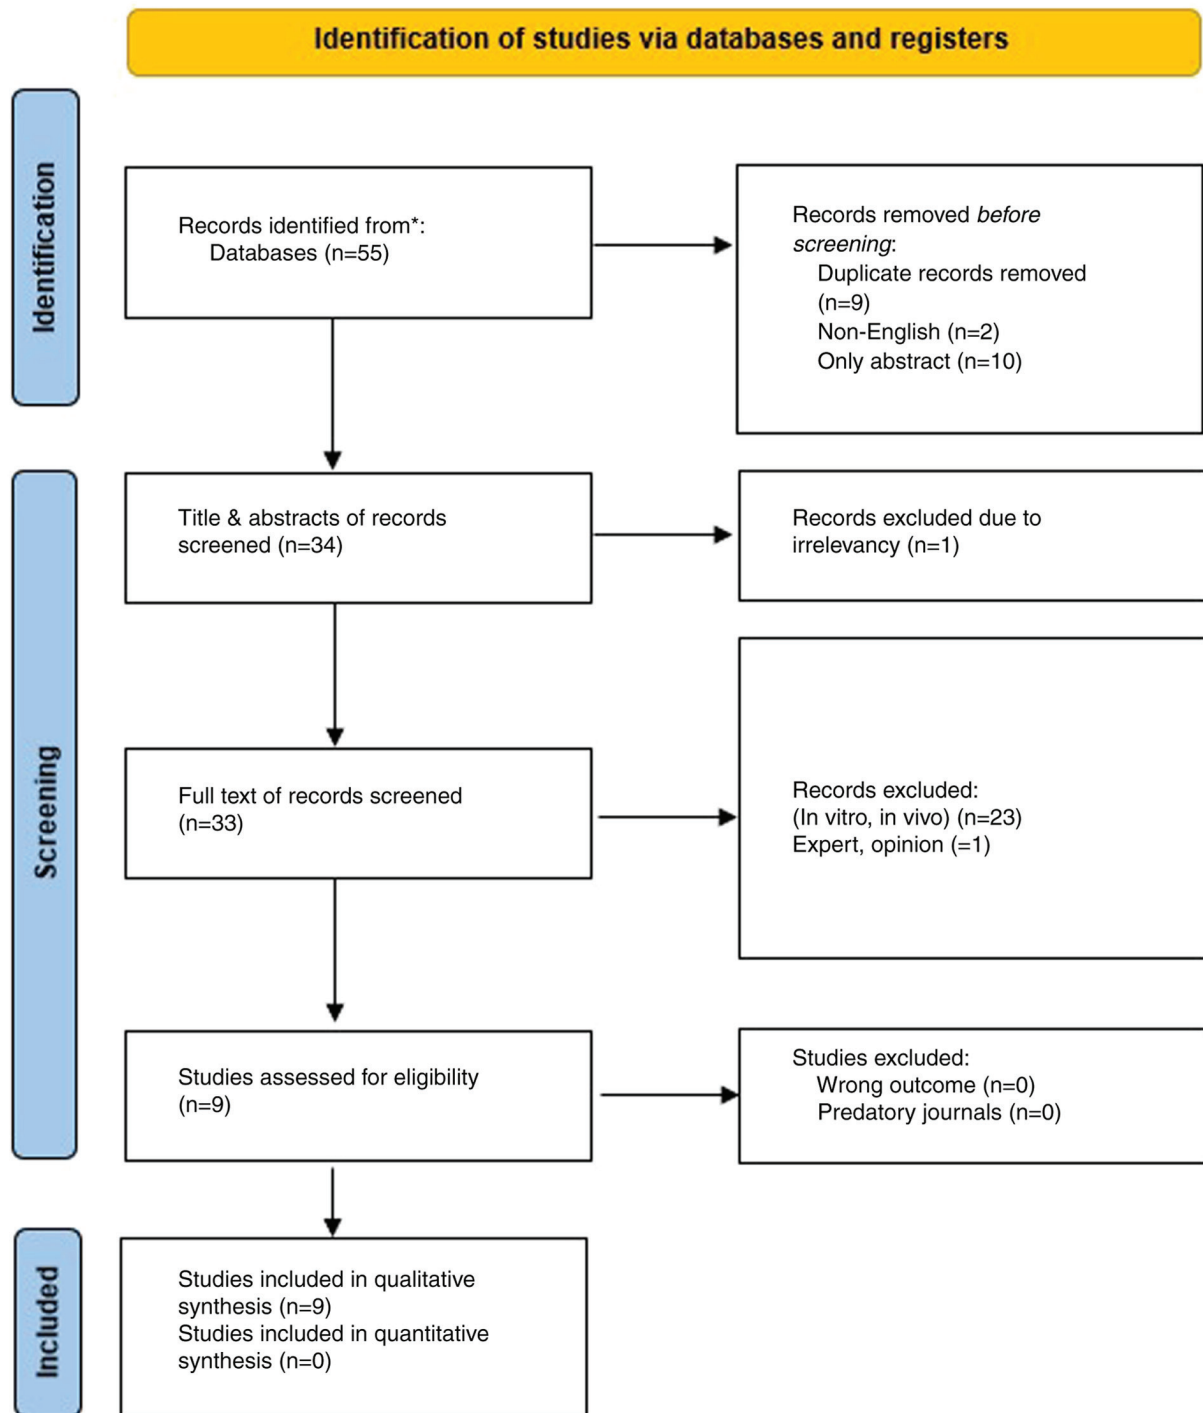 Identification of studies via databases and registers
Identification
Records identified from*:
Databases (n=55)
Records removed before
screening:
Duplicate records removed
(n=9)
Non-English (n=2)
Only abstract (n=10)
Screening
Title & abstracts of records
screened (n=34)
Records excluded due to
irrelevancy (n=1)
Full text of records screened
(n=33)
Records excluded:
(In vitro, in vivo) (n=23)
Expert, opinion (=1)
Studies assessed for eligibility
(n=9)
Studies excluded:
Wrong outcome (n=0)
Predatory journals (n=0)
Included
Studies included in qualitative
synthesis (n=9)
Studies included in quantitative
synthesis (n=0)